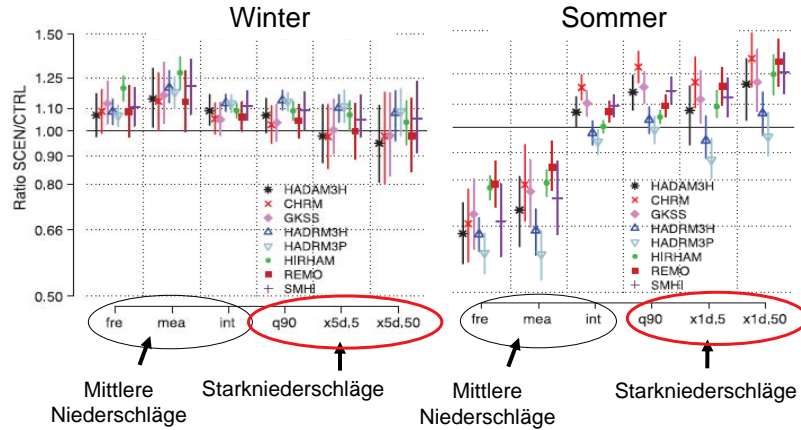 Winter
Sommer
Ratio SCEN/CTRL
1.50
1.25
1.10
1.00
0.90
0.80
0.66
0.50
HADAM3H
CHRM
GKSS
HADRM3H
HADRM3P
HIRHAM
REMO
SMHI
fre mea int q90 x5d,5 x5d,50
HADAM3H
CHRM
GKSS
HADRM3H
HADRM3P
HIRHAM
REMO
SMHI
fre mea int q90 x1d,5 x1d,50
Mittlere
Niederschläge
Starkniederschläge
Mittlere
Niederschläge
Starkniederschläge